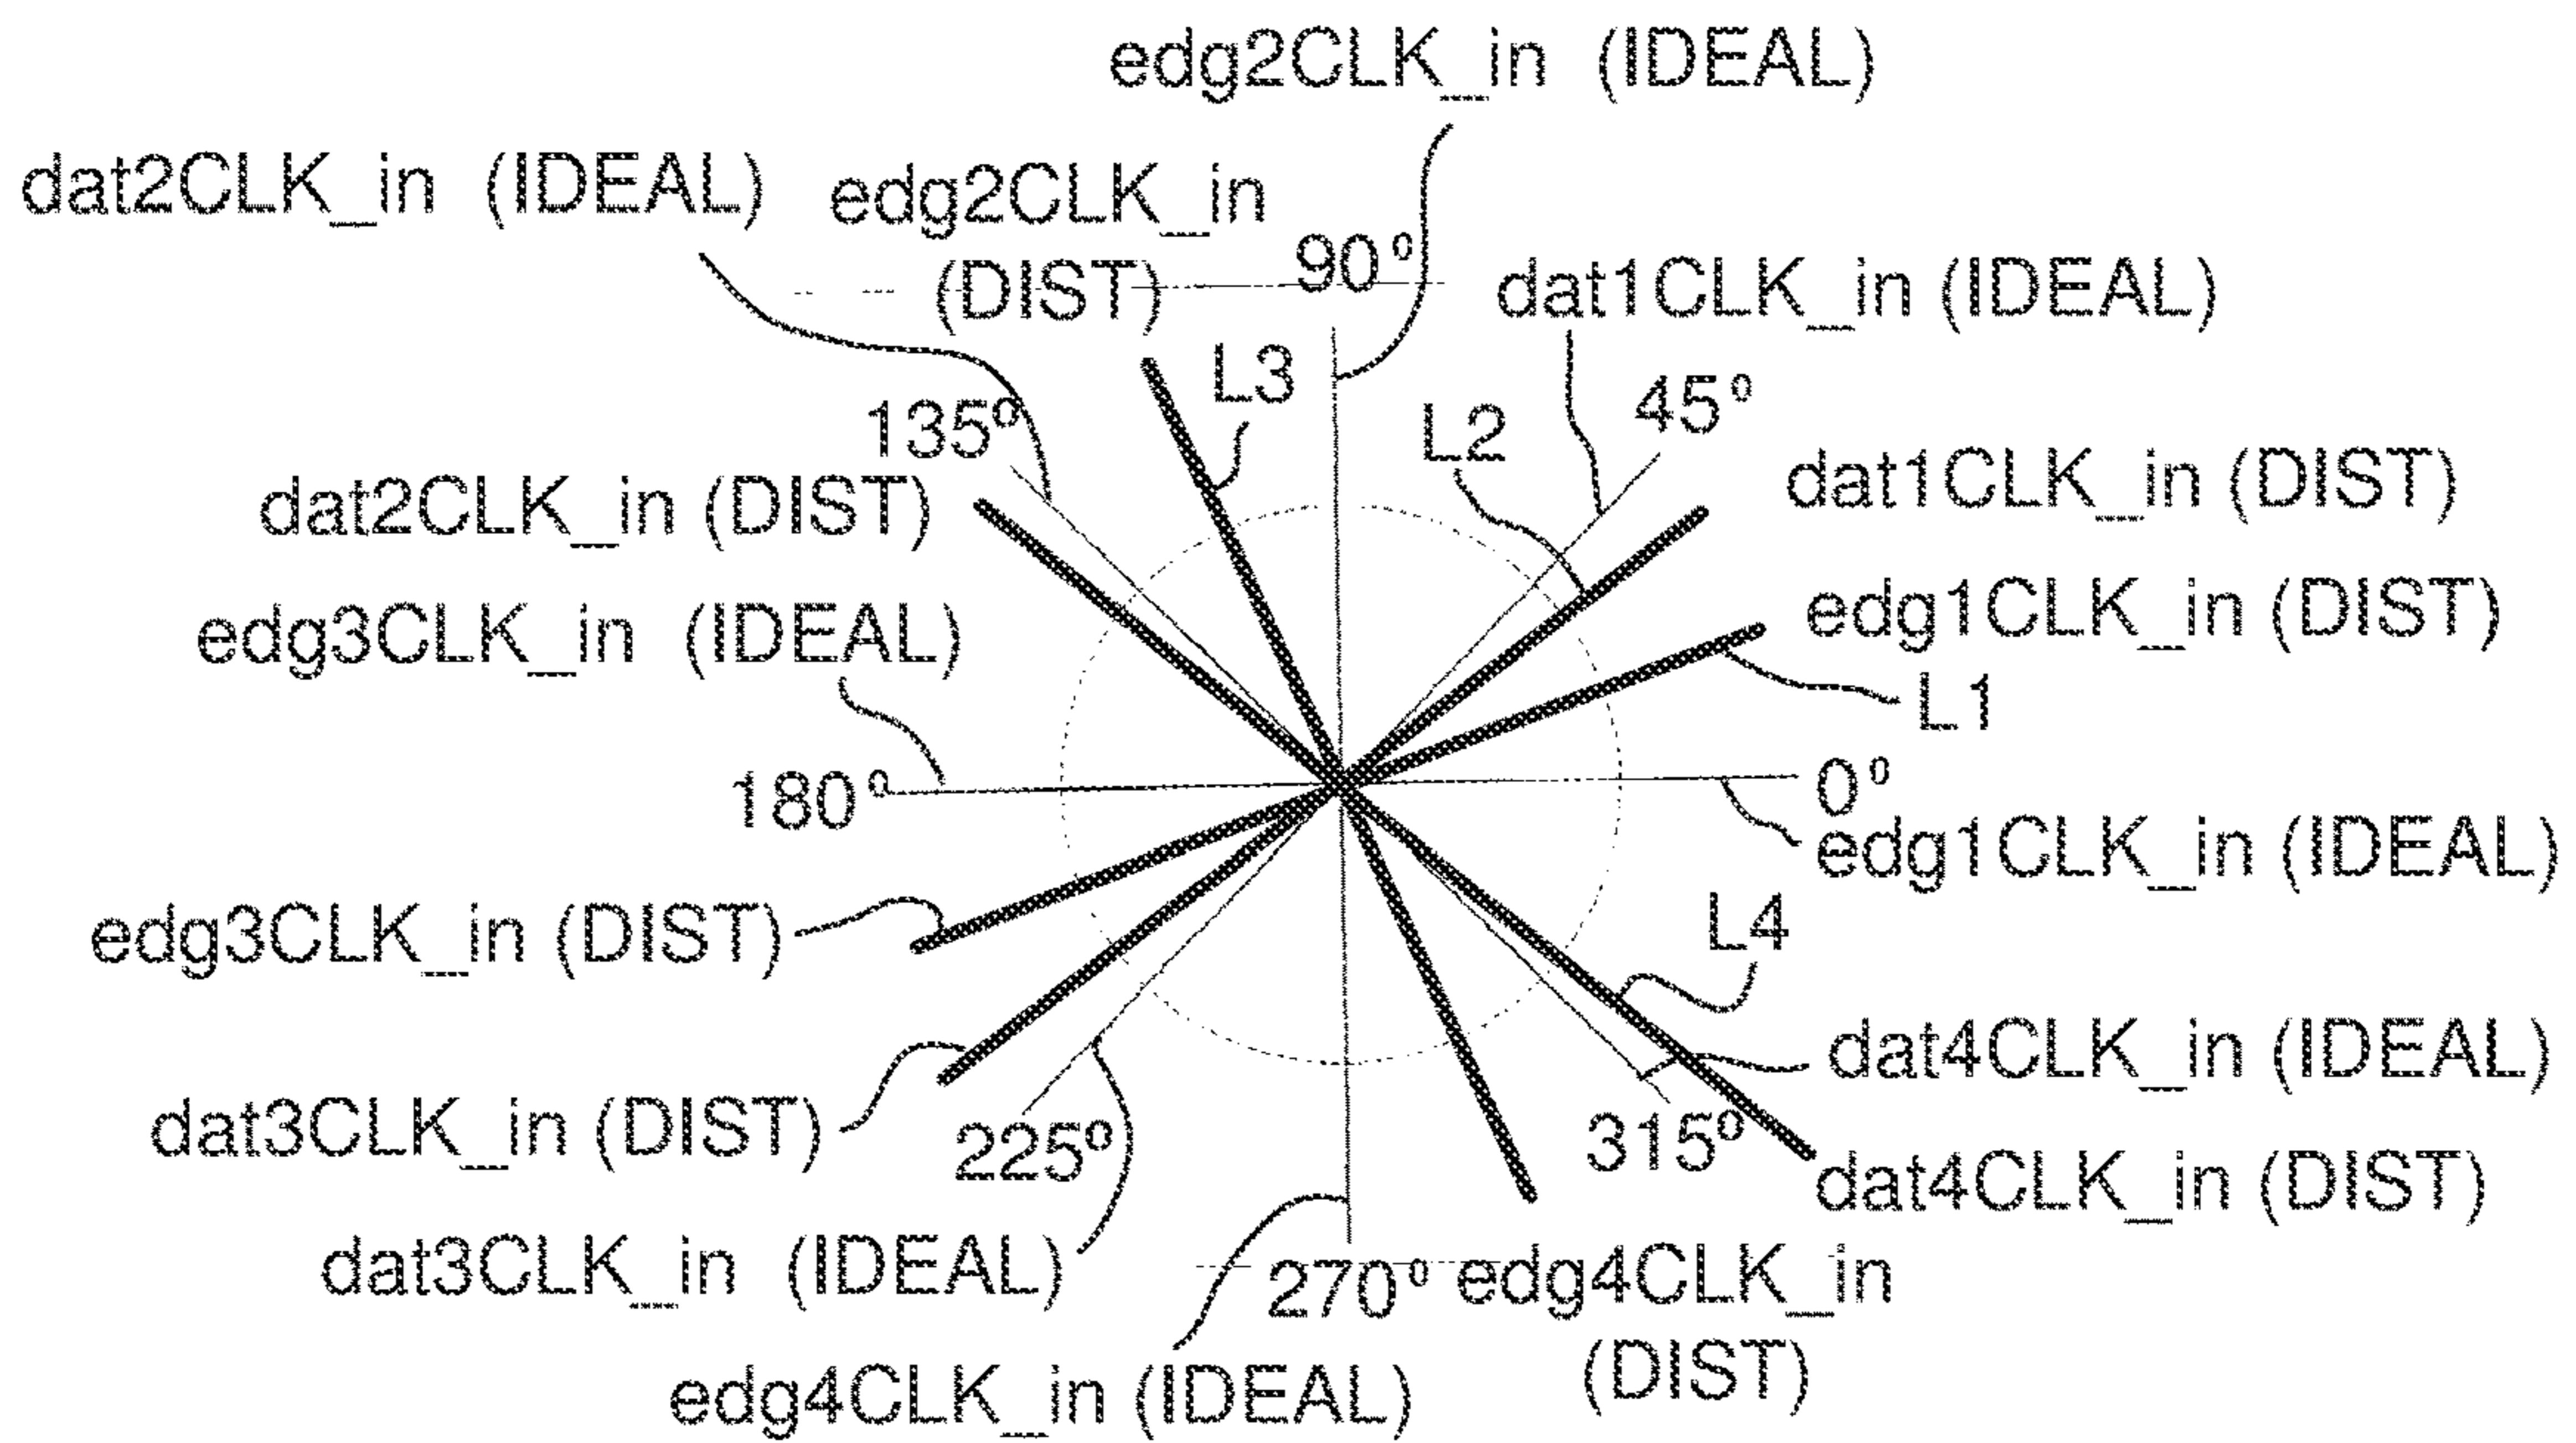 edg2CLK_in (IDEAL)
dat2CLK_in (IDEAL)
edg2CLK_in
(DIST)
90°
dat1CLK_in (IDEAL)
L3
45°
135°
L2
dat1CLK_in (DIST)
dat2CLK_in (DIST)
edg1CLK_in (DIST)
edg3CLK_in (IDEAL)
L1
180°
0°
edg1CLK_in (IDEAL)
edg3CLK_in (DIST)
L4
dat4CLK_in (IDEAL)
dat3CLK_in (DIST)
225°
315°
dat4CLK_in (DIST)
dat3CLK_in (IDEAL)
270°
edg4CLK_in
(DIST)
edg4CLK_in (IDEAL)